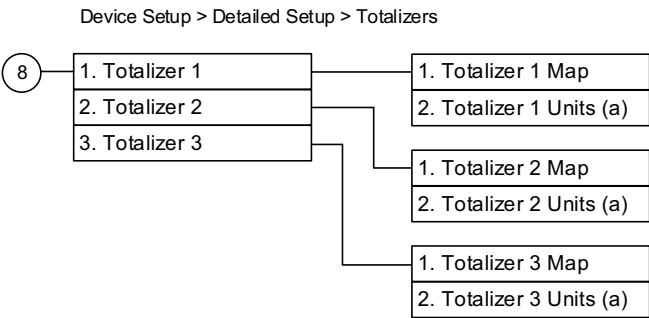 Device Setup > Detailed Setup > Totalizers
8
1. Totalizer 1
2. Totalizer 2
3. Totalizer 3
1. Totalizer 1 Map
2. Totalizer 1 Units (a)
1. Totalizer 2 Map
2. Totalizer 2 Units (a)
1. Totalizer 3 Map
2. Totalizer 3 Units (a)